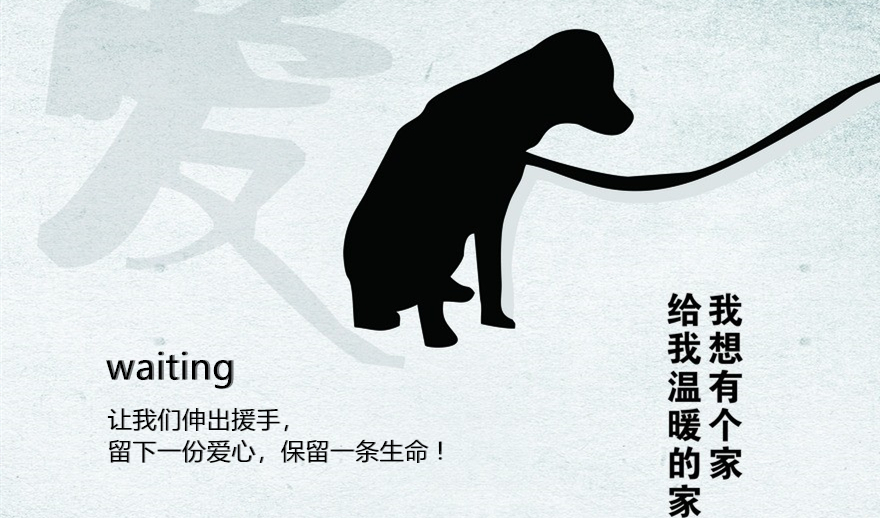 爱
waiting
让我们伸出援手，
留下一份爱心，保留一条生命！
我想有个家
给我温暖的家